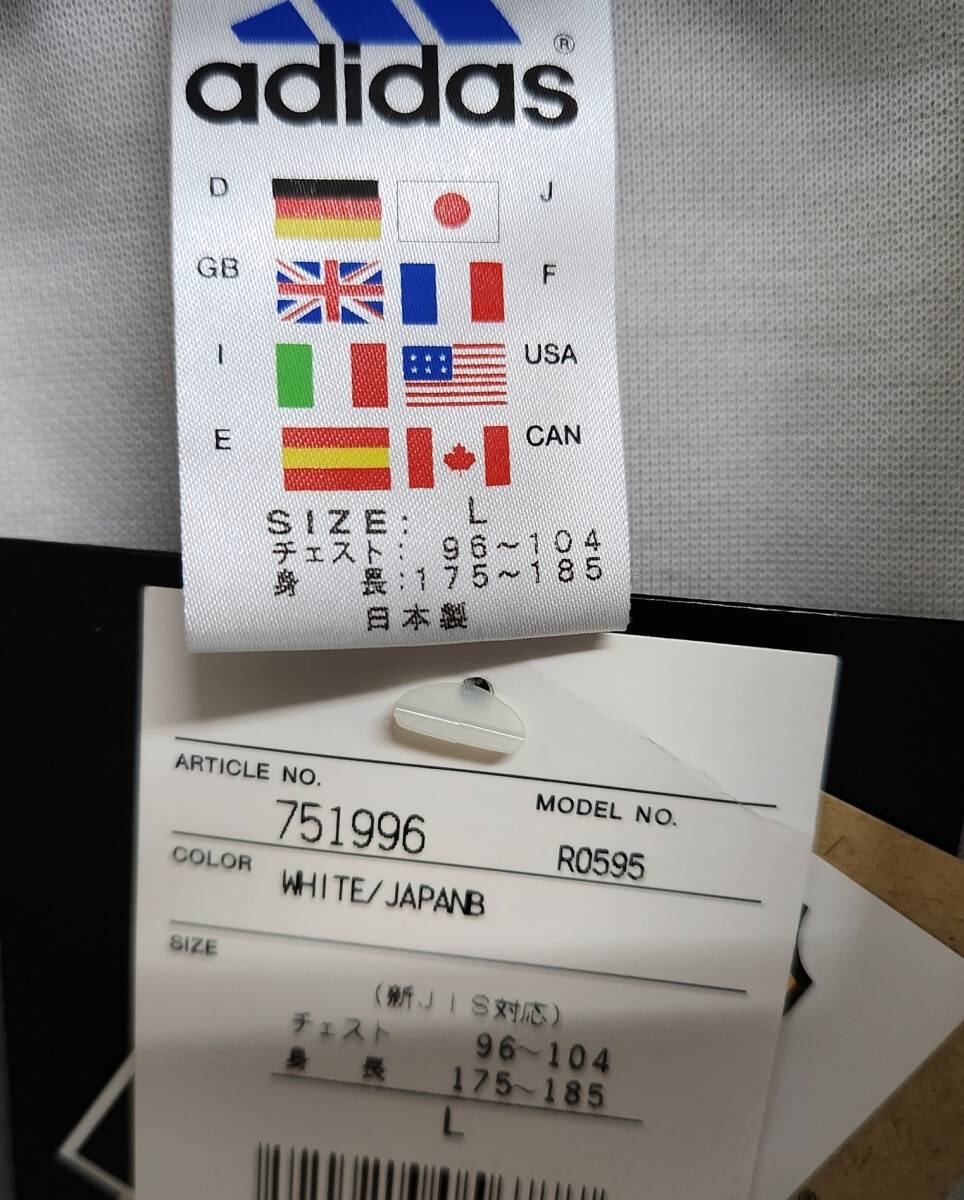 adidas ®
D J
GB F
I USA
E CAN
SIZE: L
チェスト: 96~104
身 長:175~185
日本製
ARTICLE NO. MODEL NO.
751996 R0595
COLOR
WHITE/JAPANB
SIZE
(新JIS対応)
チェスト 96~104
身 長 175~185
L